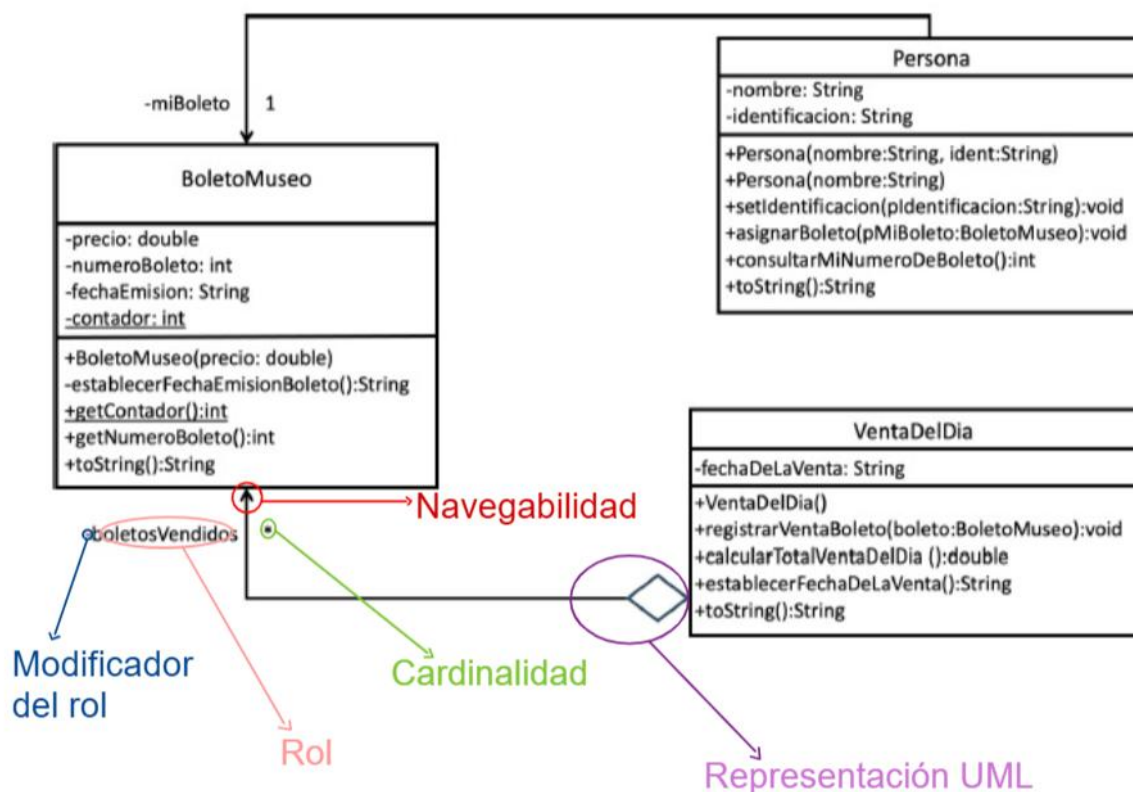 Persona
-nombre: String
-identificacion: String
+Persona(nombre:String, ident:String)
+Persona(nombre:String)
+setIdentificacion(pIdentificacion:String):void
+asignarBoleto(pMiBoleto:BoletoMuseo):void
+consultarMiNumeroDeBoleto():int
+toString():String
-miBoleto 1
BoletoMuseo
-precio: double
-numeroBoleto: int
-fechaEmision: String
-contador: int
+BoletoMuseo(precio: double)
-establecerFechaEmisionBoleto():String
+getContador():int
+getNumeroBoleto():int
+toString():String
VentaDelDia
-fechaDeLaVenta: String
+VentaDelDia()
+registrarVentaBoleto(boleto:BoletoMuseo):void
+calcularTotalVentaDelDia ():double
+establecerFechaDeLaVenta():String
+toString():String
Navegabilidad
-boletosVendidos *
Modificador
del rol
Cardinalidad
Rol
Representación UML